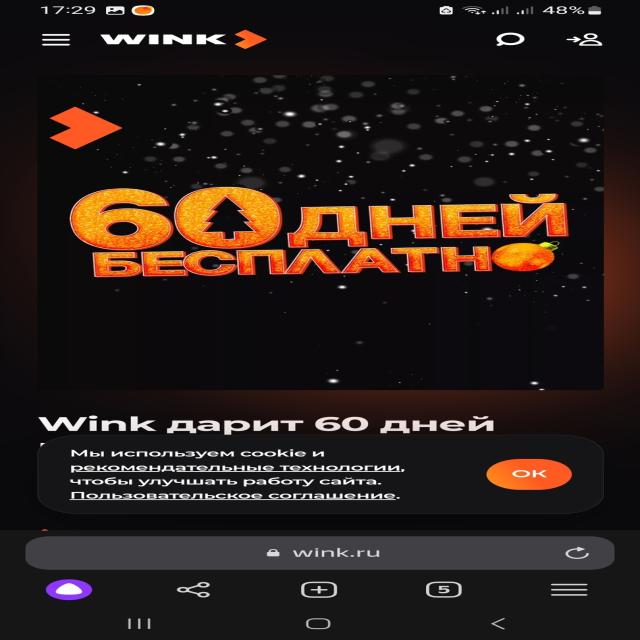 17:29
48%
WINK
60 ДНЕЙ
БЕСПЛАТНО
Wink дарит 60 дней
Мы используем cookie и
рекомендательные технологии,
чтобы улучшать работу сайта.
Пользовательское соглашение.
ОК
wink.ru
5